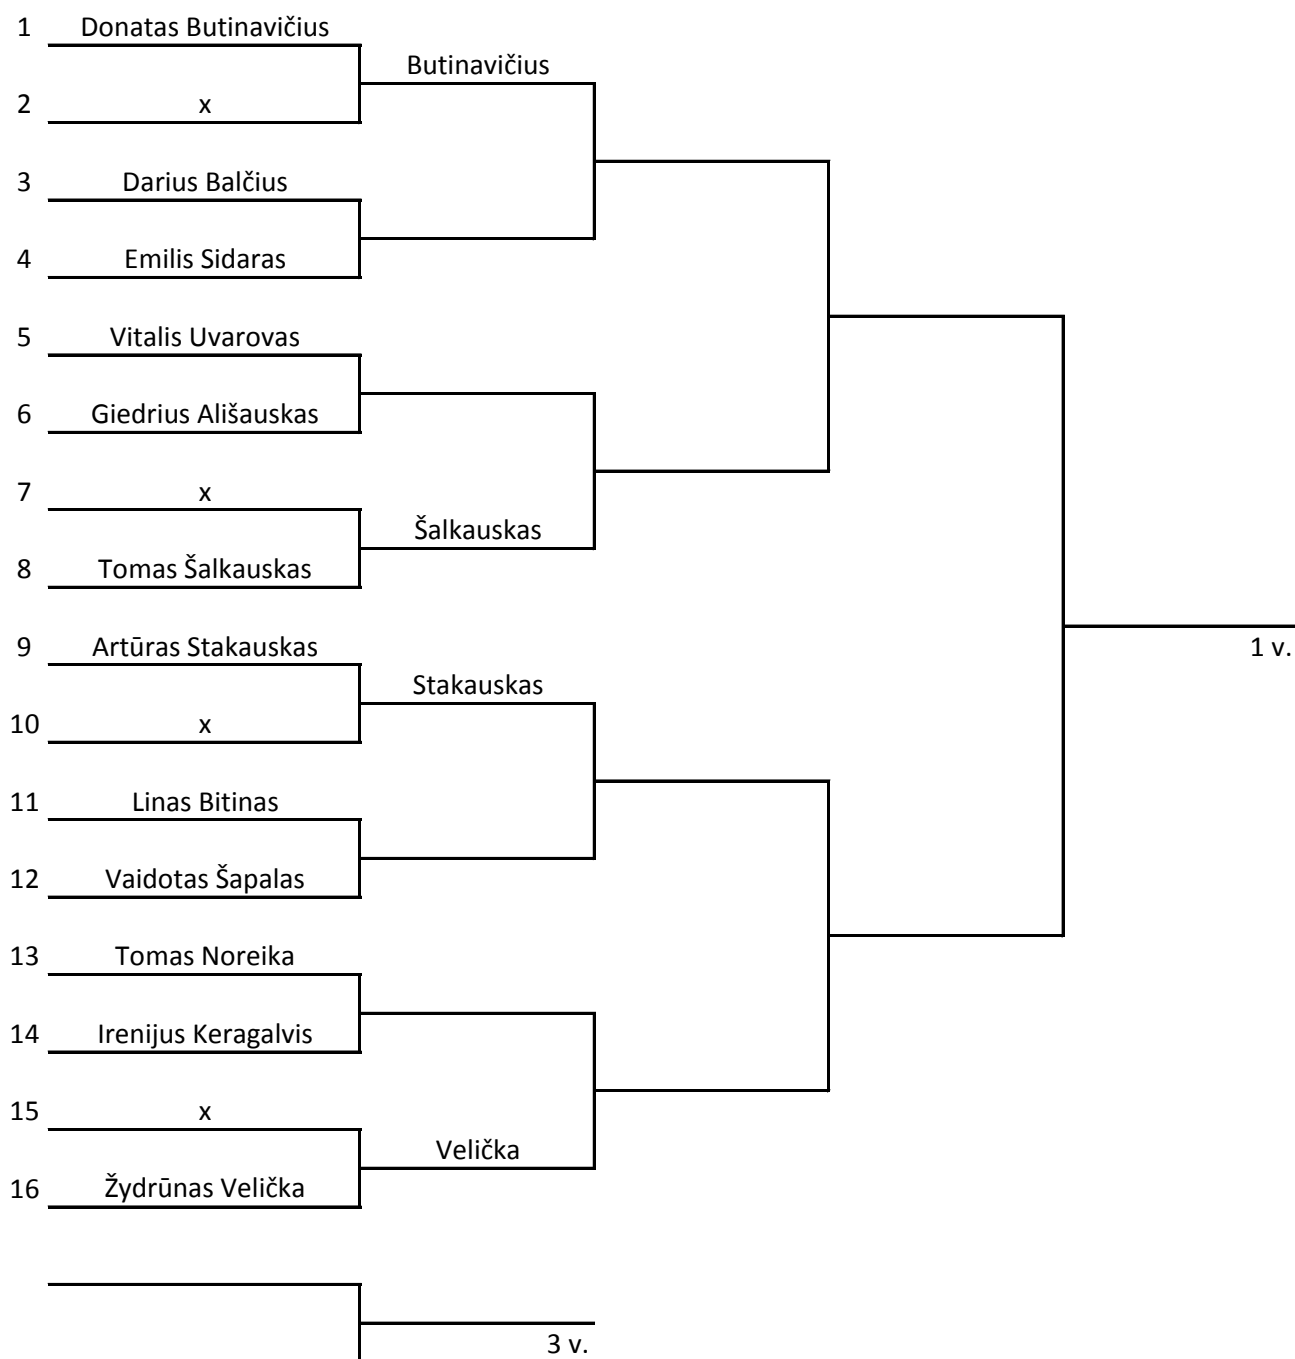 1 Donatas Butinavičius
Butinavičius
2 x
3 Darius Balčius
4 Emilis Sidaras
5 Vitalis Uvarovas
6 Giedrius Ališauskas
7 x
Šalkauskas
8 Tomas Šalkauskas
9 Artūras Stakauskas
1 v.
Stakauskas
10 x
11 Linas Bitinas
12 Vaidotas Šapalas
13 Tomas Noreika
14 Irenijus Keragalvis
15 x
Velička
16 Žydrūnas Velička
3 v.